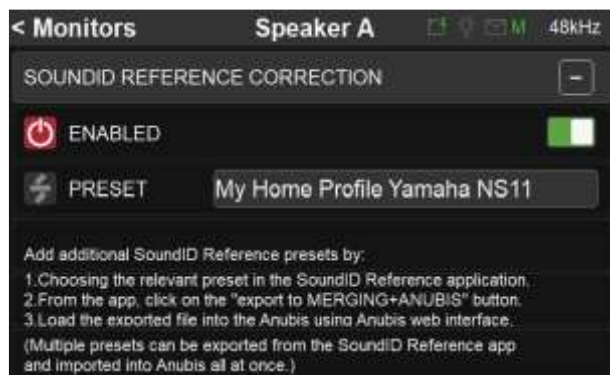 < Monitors Speaker A M 48kHz
SOUNDID REFERENCE CORRECTION −
ENABLED
PRESET My Home Profile Yamaha NS11
Add additional SoundID Reference presets by:
1.Choosing the relevant preset in the SoundID Reference application.
2.From the app, click on the "export to MERGING+ANUBIS" button.
3.Load the exported file into the Anubis using Anubis web interface.
(Multiple presets can be exported from the SoundID Reference app
and imported into Anubis all at once.)